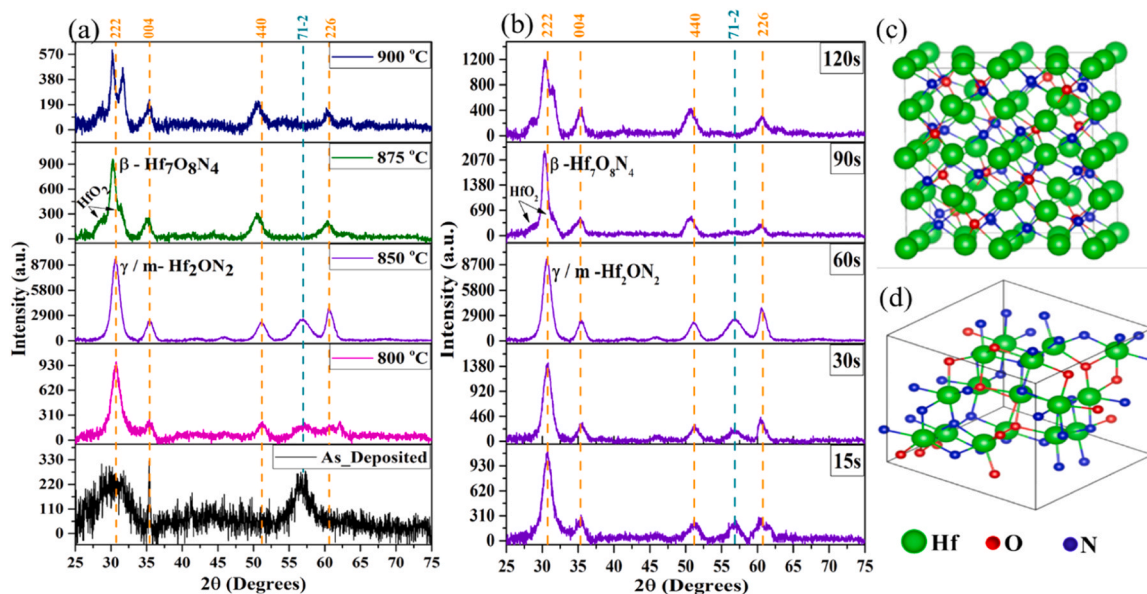 (a)
222
004
440
71-2
226
570
380
190
0
900 °C
900
600
300
0
β - Hf7O8N4
HfO2
875 °C
8700
5800
2900
0
γ / m- Hf2ON2
850 °C
930
620
310
0
800 °C
330
220
110
0
As_Deposited
Intensity (a.u.)
25 30 35 40 45 50 55 60 65 70 75
2θ (Degrees)
(b)
222
004
440
71-2
226
1200
800
400
0
120s
2070
1380
690
0
β -Hf7O8N4
HfO2
90s
8700
5800
2900
0
γ / m -Hf2ON2
60s
1380
920
460
0
30s
930
620
310
0
15s
Intensity (a.u.)
25 30 35 40 45 50 55 60 65 70 75
2θ (Degrees)
(c)
(d)
Hf O N